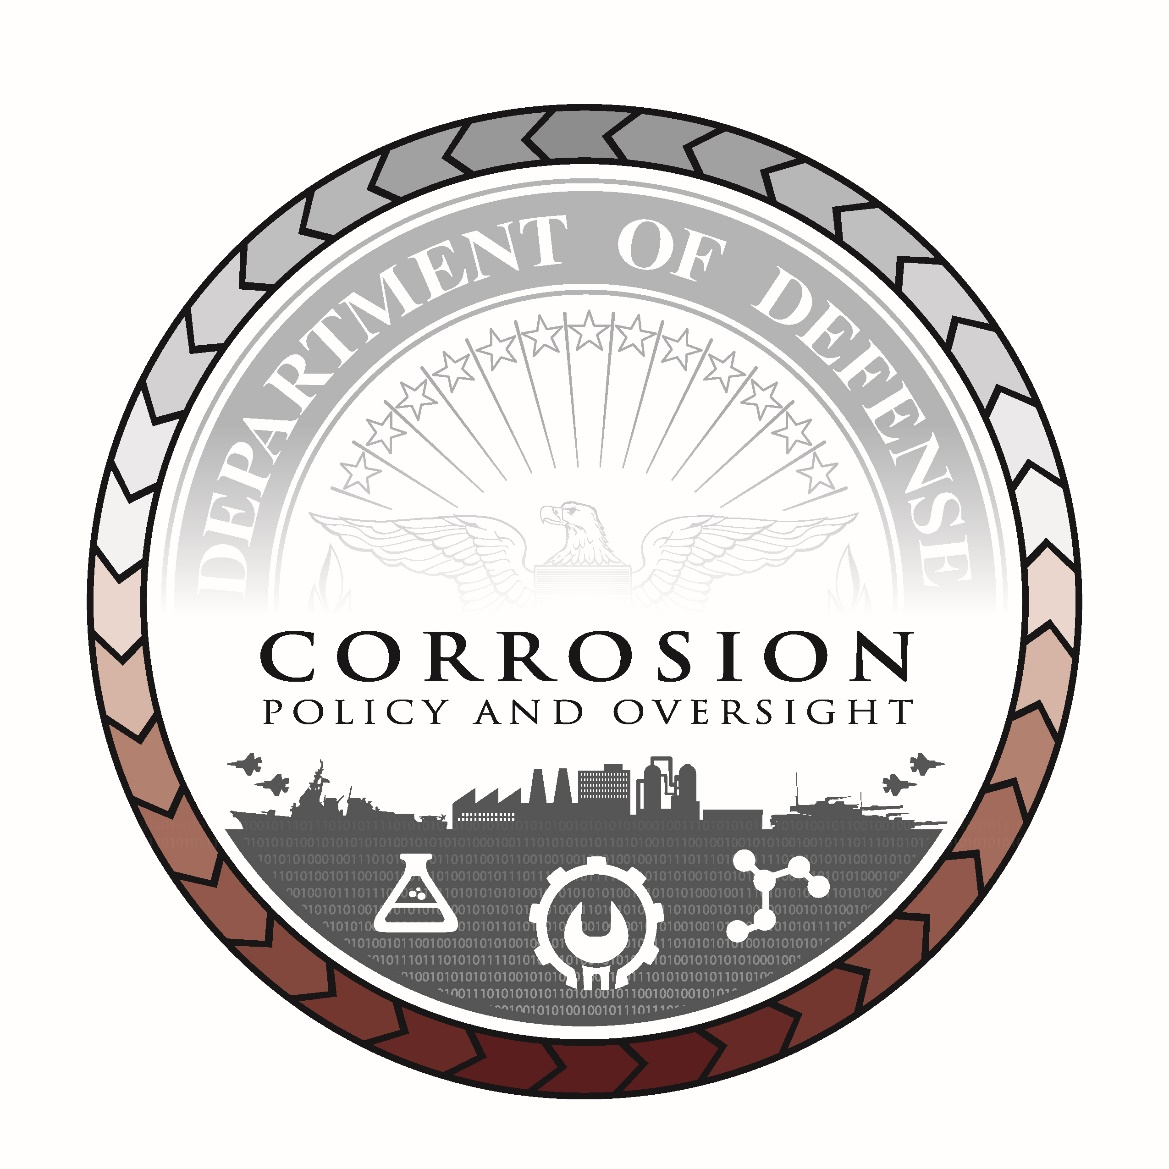 DEPARTMENT OF DEFENSE
CORROSION
POLICY AND OVERSIGHT